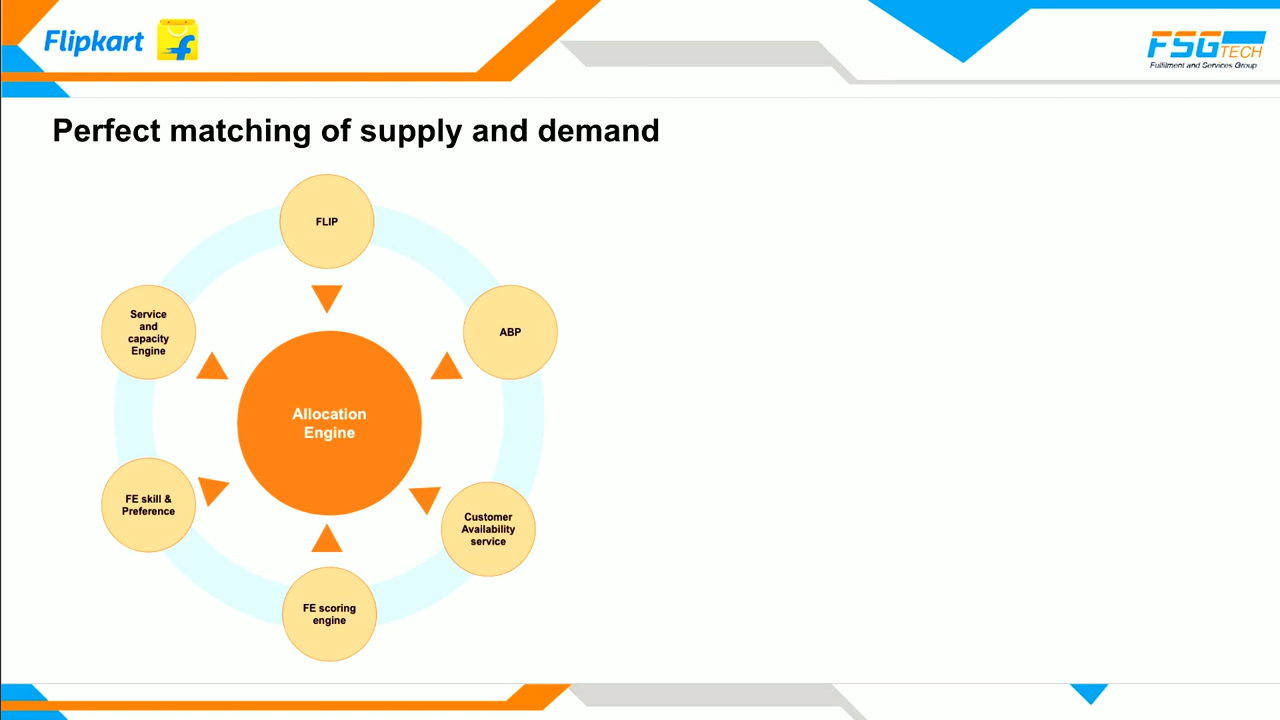 Flipkart
FSG TECH
Fulfilment and Services Group
Perfect matching of supply and demand
FLIP
Service
and
capacity
Engine
ABP
Allocation
Engine
FE skill &
Preference
Customer
Availability
service
FE scoring
engine